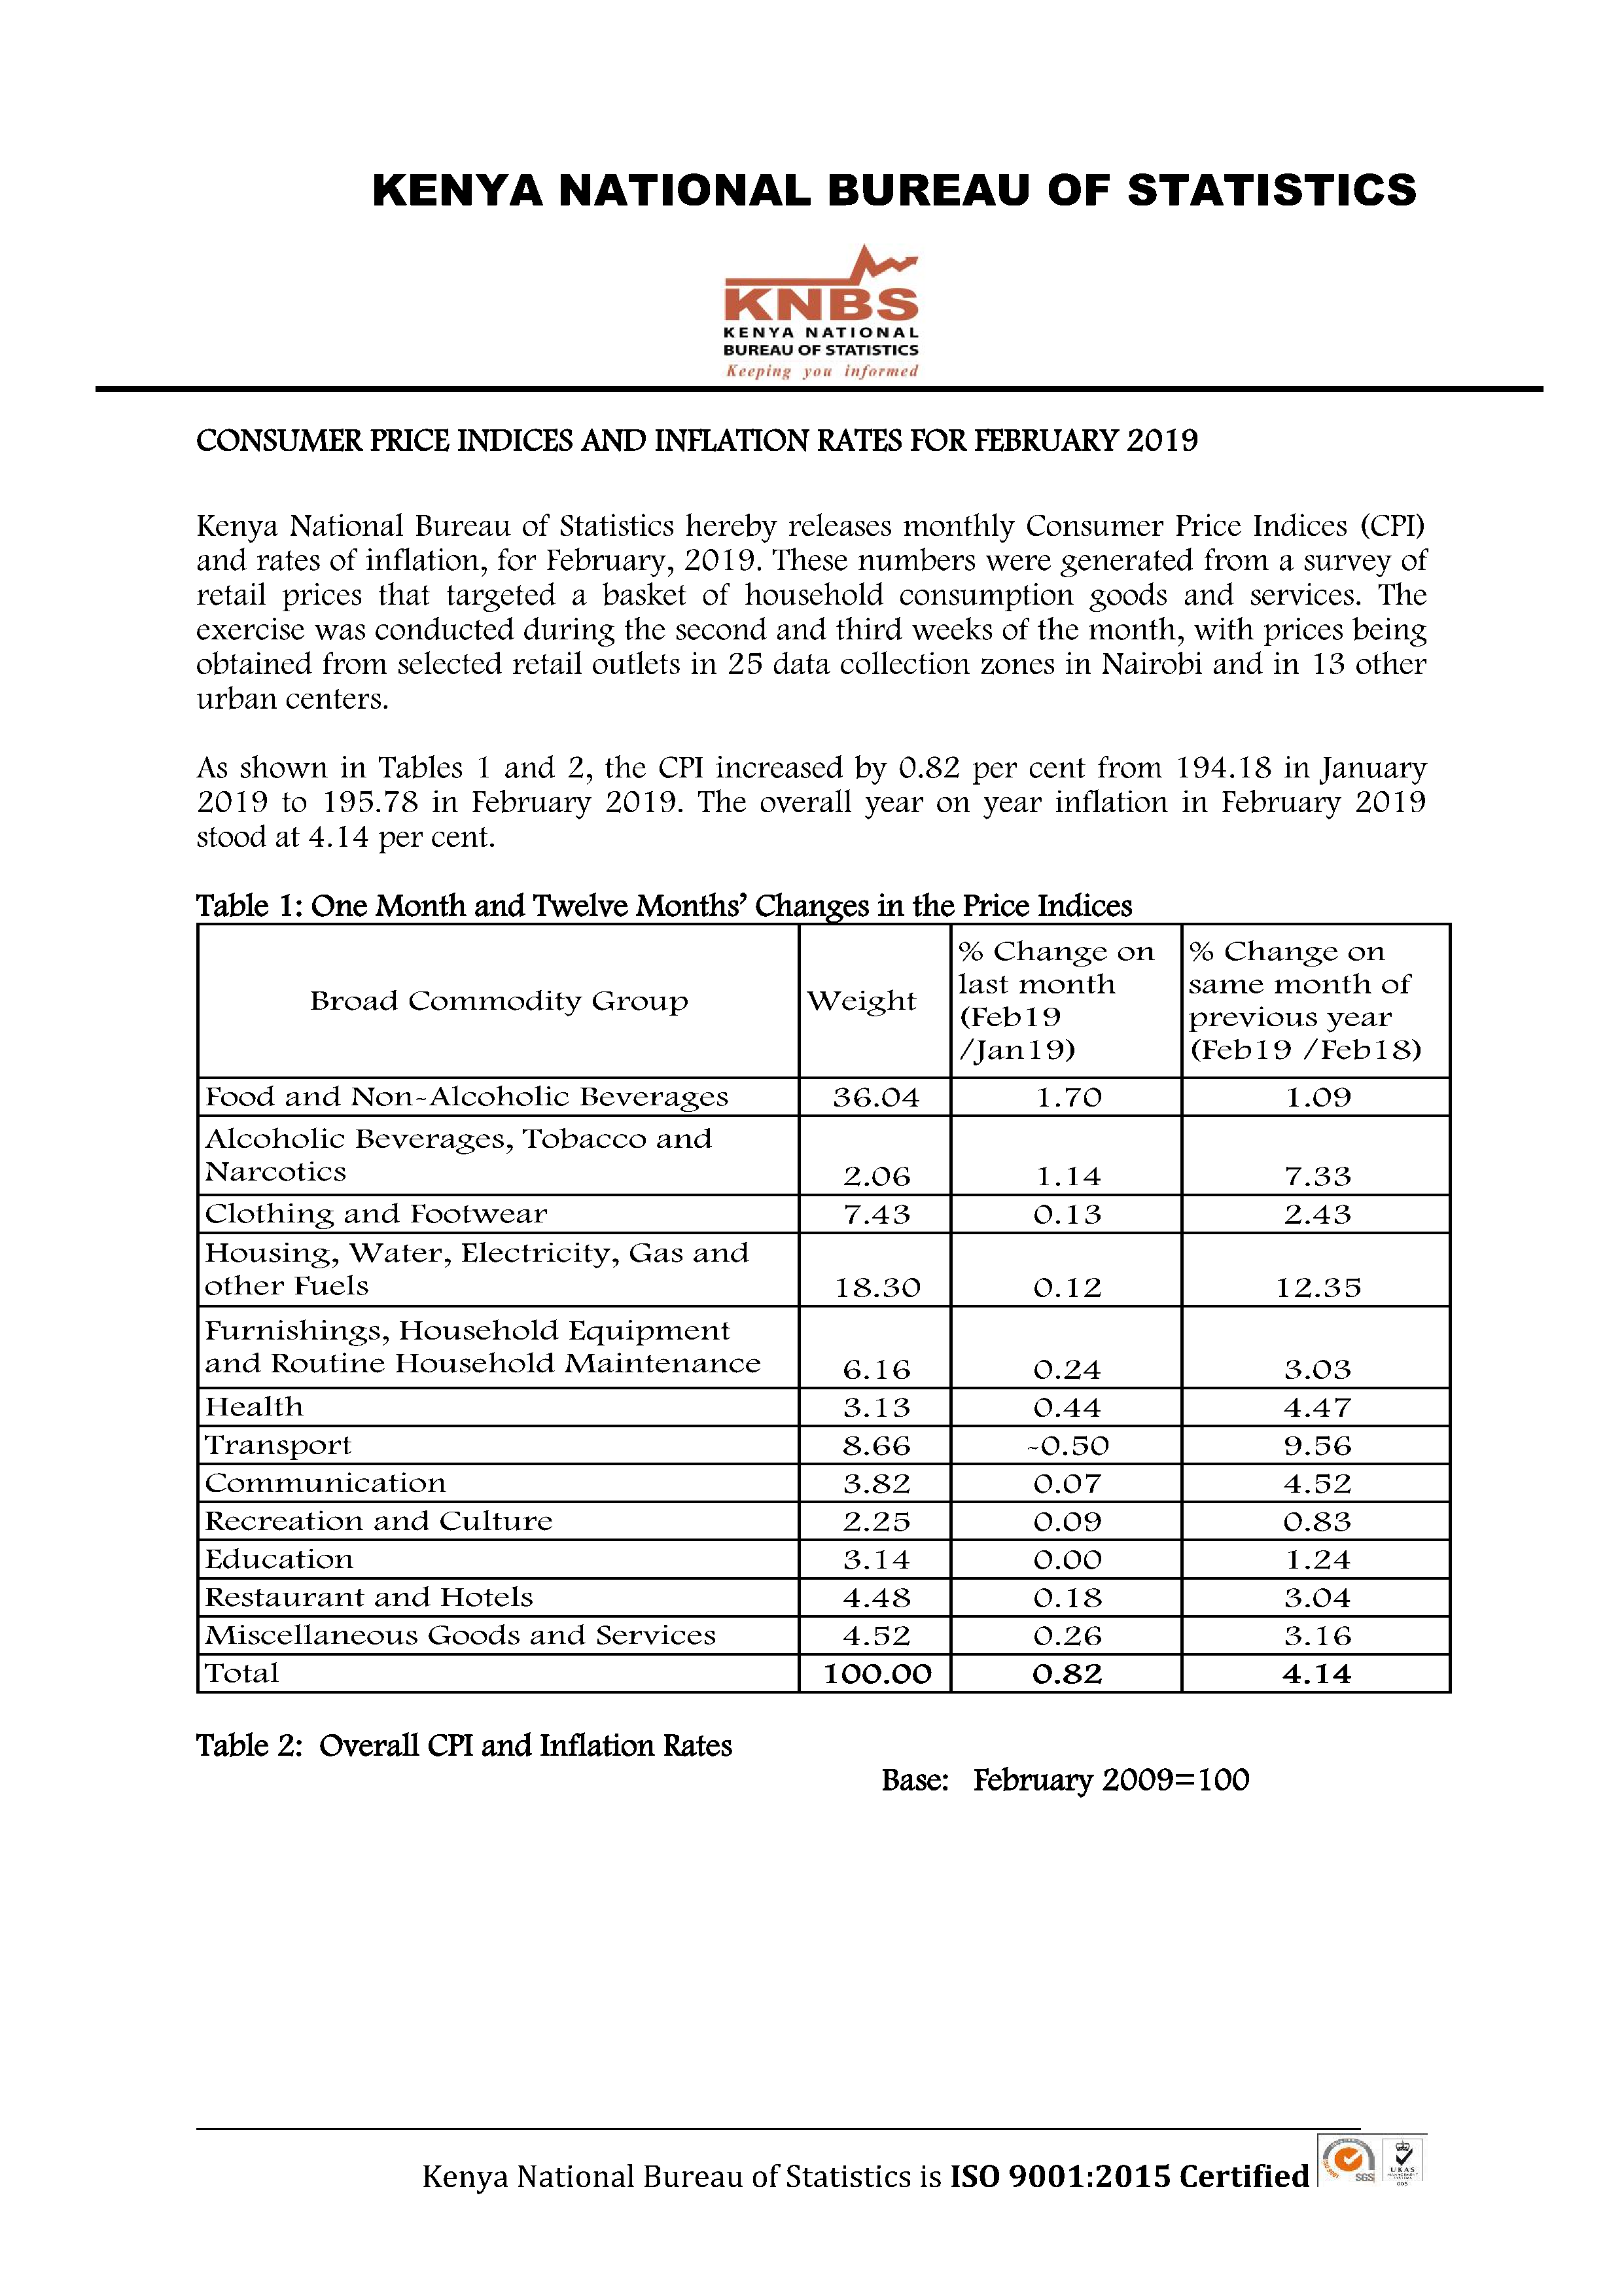 KENYA NATIONAL BUREAU OF STATISTICS
KNBS
KENYA NATIONAL
BUREAU OF STATISTICS
Keeping you informed
CONSUMER PRICE INDICES AND INFLATION RATES FOR FEBRUARY 2019
Kenya National Bureau of Statistics hereby releases monthly Consumer Price Indices (CPI)
and rates of inflation, for February, 2019. These numbers were generated from a survey of
retail prices that targeted a basket of household consumption goods and services. The
exercise was conducted during the second and third weeks of the month, with prices being
obtained from selected retail outlets in 25 data collection zones in Nairobi and in 13 other
urban centers.
As shown in Tables 1 and 2, the CPI increased by 0.82 per cent from 194.18 in January
2019 to 195.78 in February 2019. The overall year on year inflation in February 2019
stood at 4.14 per cent.
Table 1: One Month and Twelve Months’ Changes in the Price Indices
Broad Commodity Group Weight % Change on last month (Feb19 /Jan19) % Change on same month of previous year (Feb19 /Feb18)
Food and Non-Alcoholic Beverages 36.04 1.70 1.09
Alcoholic Beverages, Tobacco and
Narcotics 2.06 1.14 7.33
Clothing and Footwear 7.43 0.13 2.43
Housing, Water, Electricity, Gas and
other Fuels 18.30 0.12 12.35
Furnishings, Household Equipment
and Routine Household Maintenance 6.16 0.24 3.03
Health 3.13 0.44 4.47
Transport 8.66 -0.50 9.56
Communication 3.82 0.07 4.52
Recreation and Culture 2.25 0.09 0.83
Education 3.14 0.00 1.24
Restaurant and Hotels 4.48 0.18 3.04
Miscellaneous Goods and Services 4.52 0.26 3.16
Total 100.00 0.82 4.14
Table 2: Overall CPI and Inflation Rates
Base: February 2009=100
Kenya National Bureau of Statistics is ISO 9001:2015 Certified
SGS
UKAS